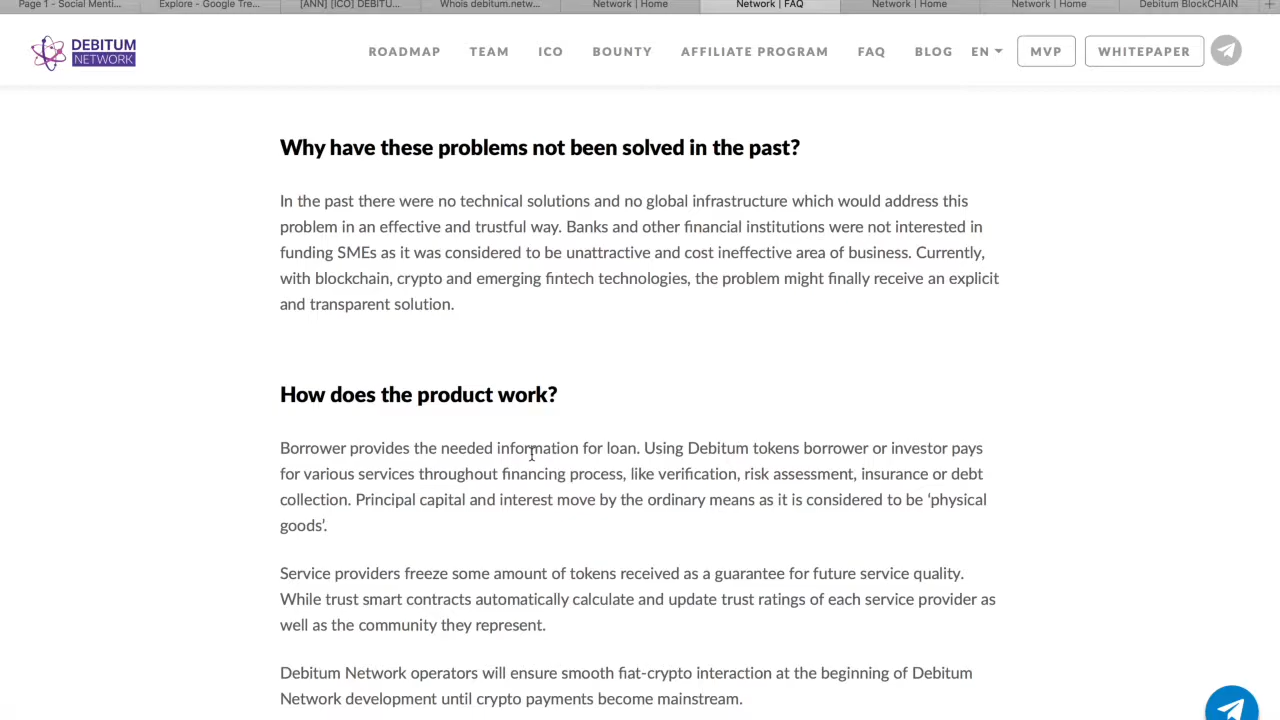 Page 1 - Social Menti...
Explore - Google Tre...
[ANN] [ICO] DEBITU...
Whois debitum.netw...
Network | Home
Network | FAQ
Network | Home
Network | Home
Debitum BlockCHAIN
DEBITUM
NETWORK
ROADMAP
TEAM
ICO
BOUNTY
AFFILIATE PROGRAM
FAQ
BLOG
EN
MVP
WHITEPAPER
Why have these problems not been solved in the past?
In the past there were no technical solutions and no global infrastructure which would address this
problem in an effective and trustful way. Banks and other financial institutions were not interested in
funding SMEs as it was considered to be unattractive and cost ineffective area of business. Currently,
with blockchain, crypto and emerging fintech technologies, the problem might finally receive an explicit
and transparent solution.
How does the product work?
Borrower provides the needed information for loan. Using Debitum tokens borrower or investor pays
for various services throughout financing process, like verification, risk assessment, insurance or debt
collection. Principal capital and interest move by the ordinary means as it is considered to be ‘physical
goods’.
Service providers freeze some amount of tokens received as a guarantee for future service quality.
While trust smart contracts automatically calculate and update trust ratings of each service provider as
well as the community they represent.
Debitum Network operators will ensure smooth fiat-crypto interaction at the beginning of Debitum
Network development until crypto payments become mainstream.